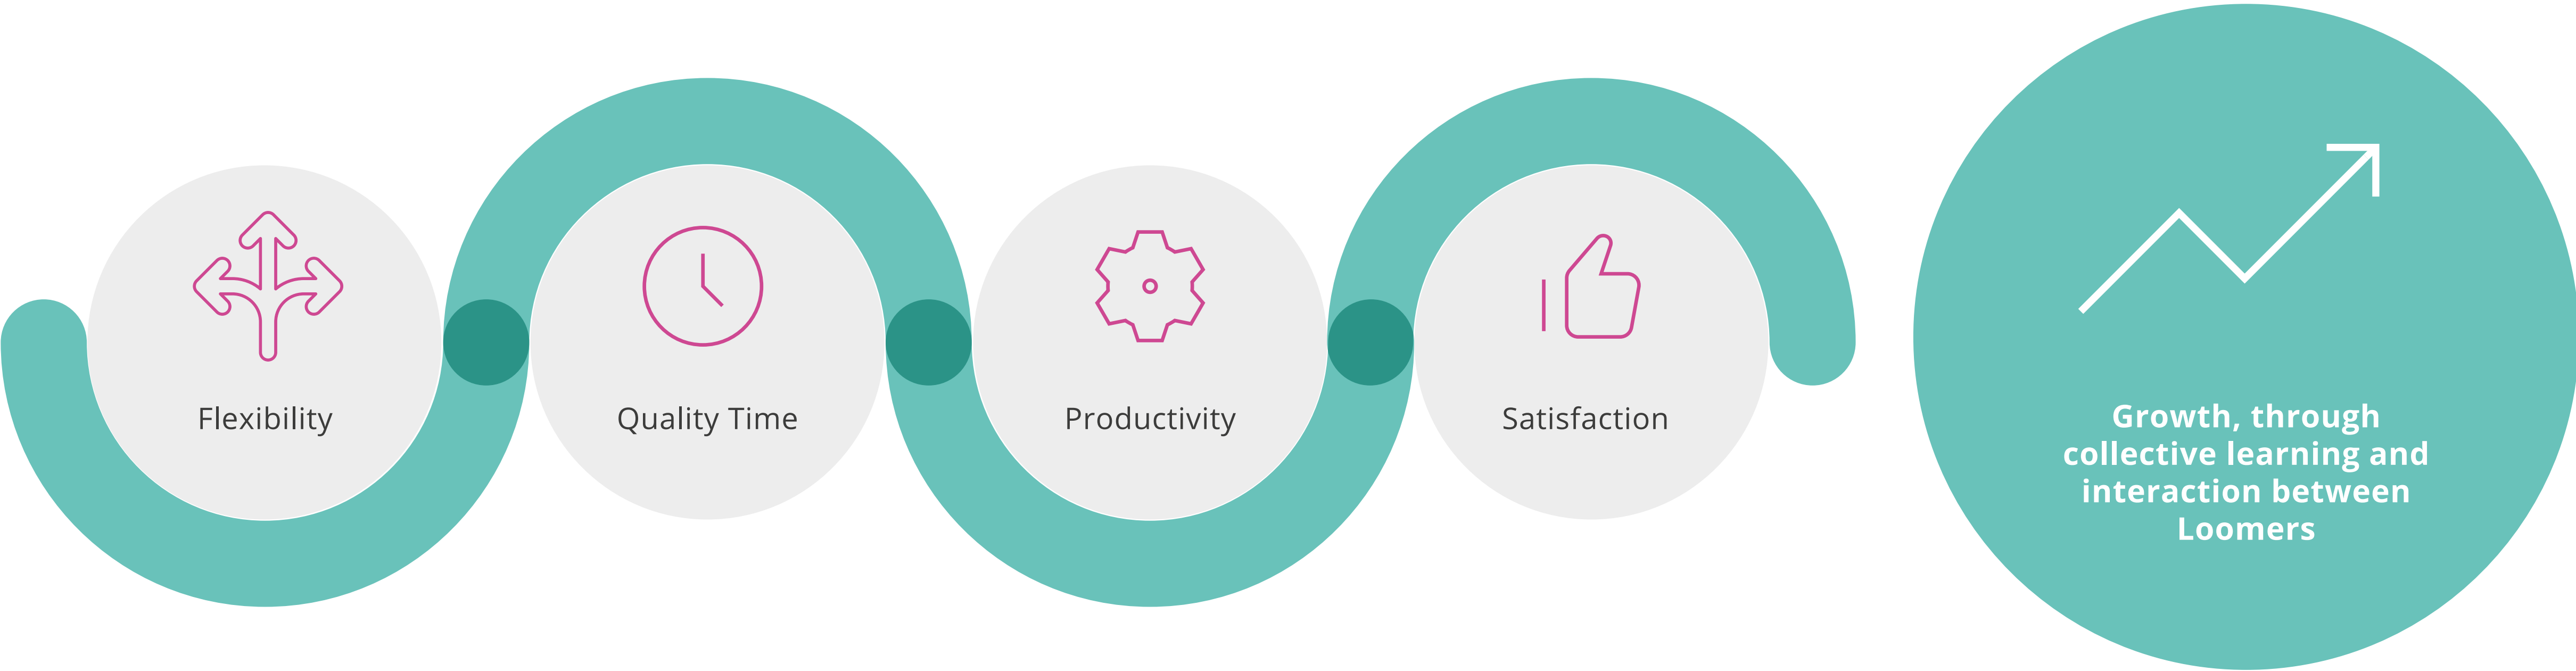 Flexibility
Quality Time
Productivity
Satisfaction
Growth, through
collective learning and
interaction between
Loomers